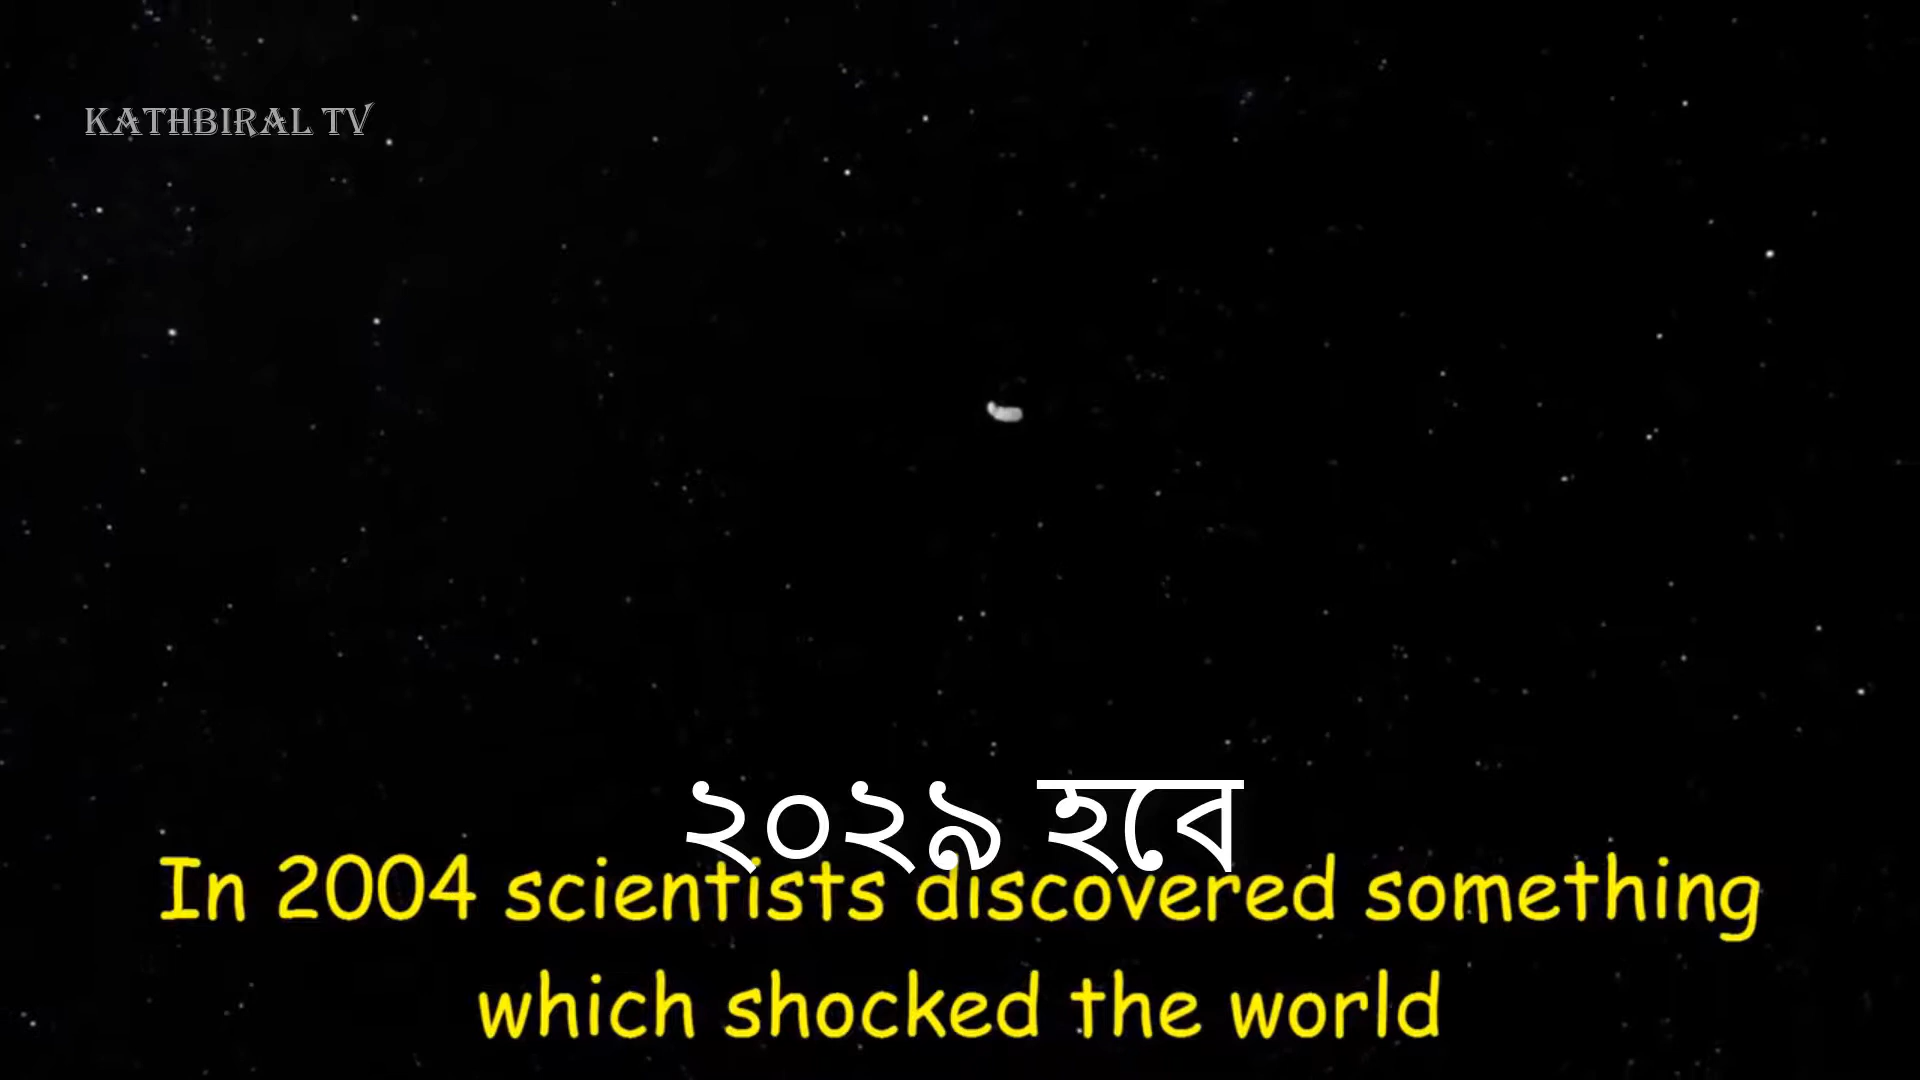 KATHBIRAL TV
২০২৯ হবে
In 2004 scientists discovered something
which shocked the world